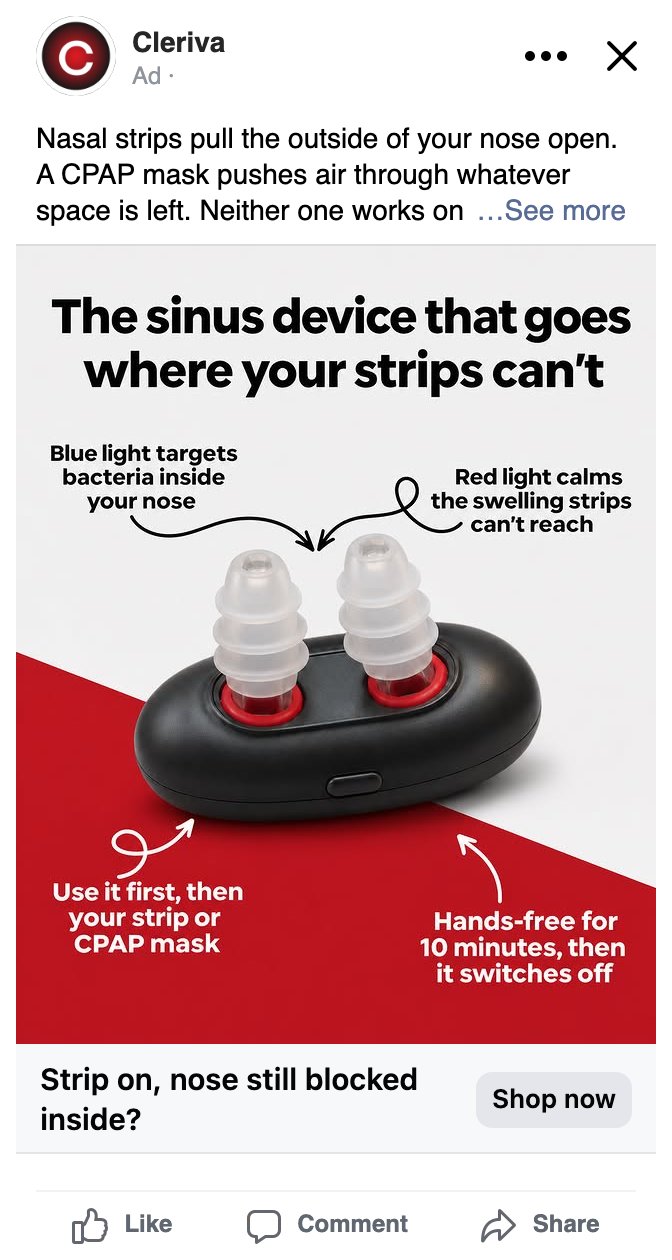 C
Cleriva
Ad ·
Nasal strips pull the outside of your nose open.
A CPAP mask pushes air through whatever
space is left. Neither one works on ...See more
The sinus device that goes
where your strips can't
Blue light targets
bacteria inside
your nose
Red light calms
the swelling strips
can't reach
Use it first, then
your strip or
CPAP mask
Hands-free for
10 minutes, then
it switches off
Strip on, nose still blocked
inside?
Shop now
Like
Comment
Share